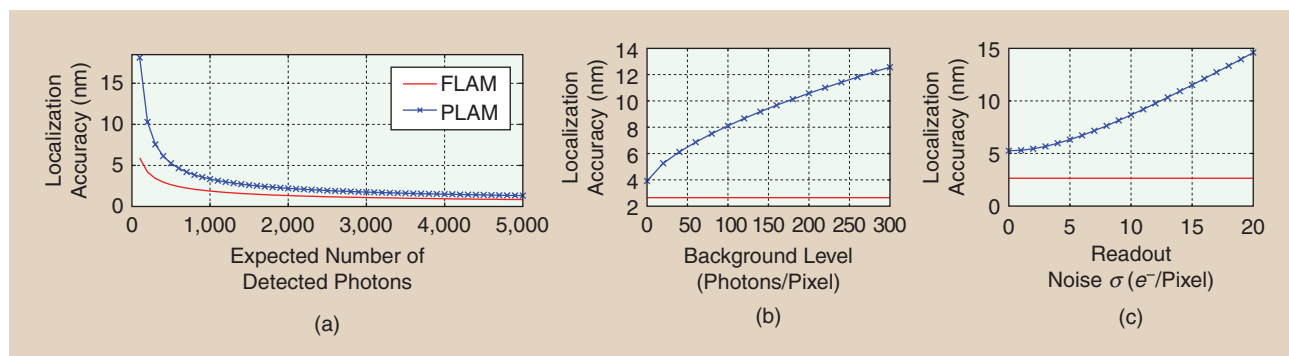 Localization
Accuracy (nm)
15
10
5
0
0
1,000
2,000
3,000
4,000
5,000
FLAM
PLAM
Expected Number of
Detected Photons
(a)
Localization
Accuracy (nm)
14
12
10
8
6
4
2
0
50
100
150
200
250
300
Background Level
(Photons/Pixel)
(b)
Localization
Accuracy (nm)
15
10
5
0
0
5
10
15
20
Readout
Noise σ (e⁻/Pixel)
(c)